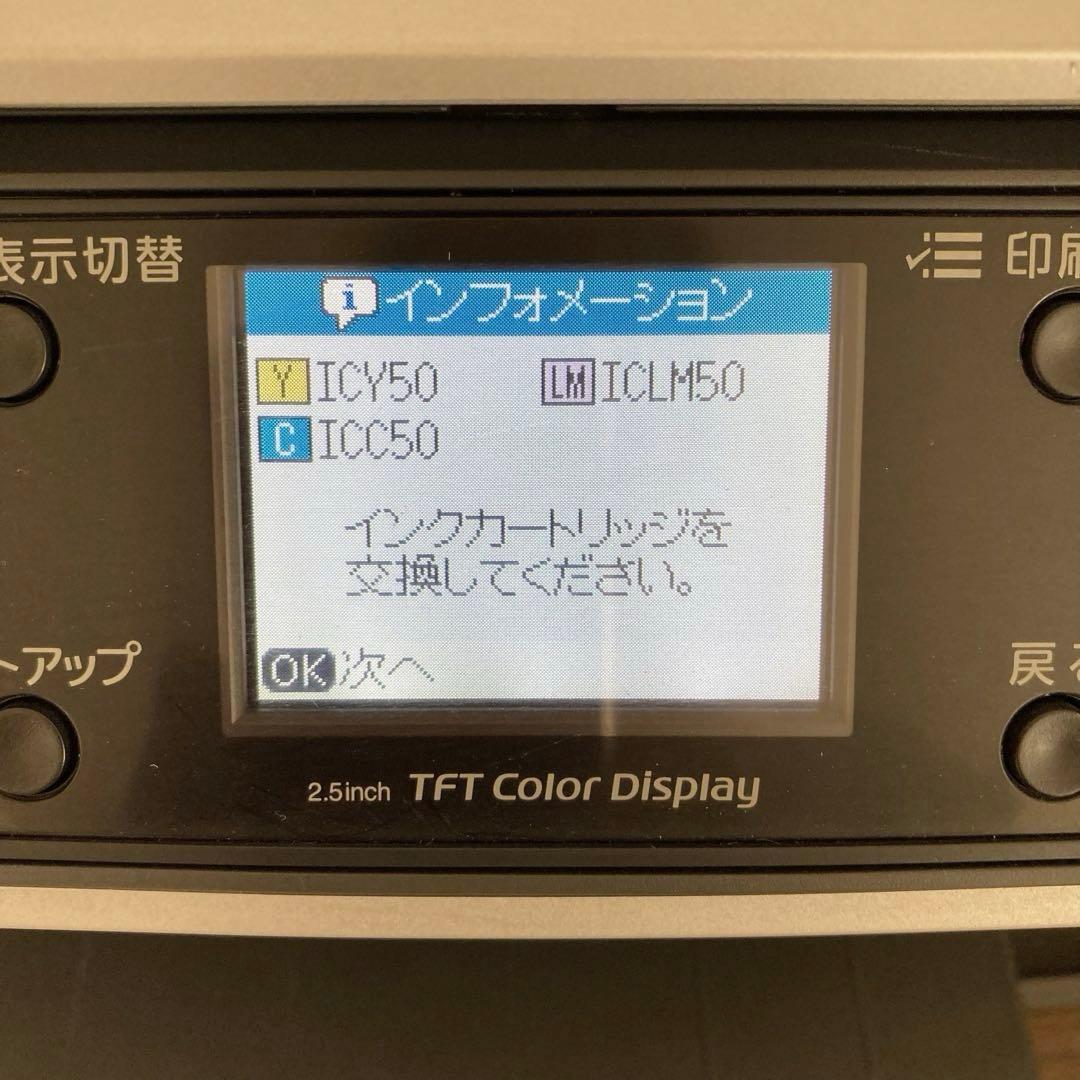 表示切替
印刷
i インフォメーション
Y ICY50
LM ICLM50
C ICC50
インクカートリッジを
交換してください。
OK 次へ
トアップ
戻る
2.5inch TFT Color Display